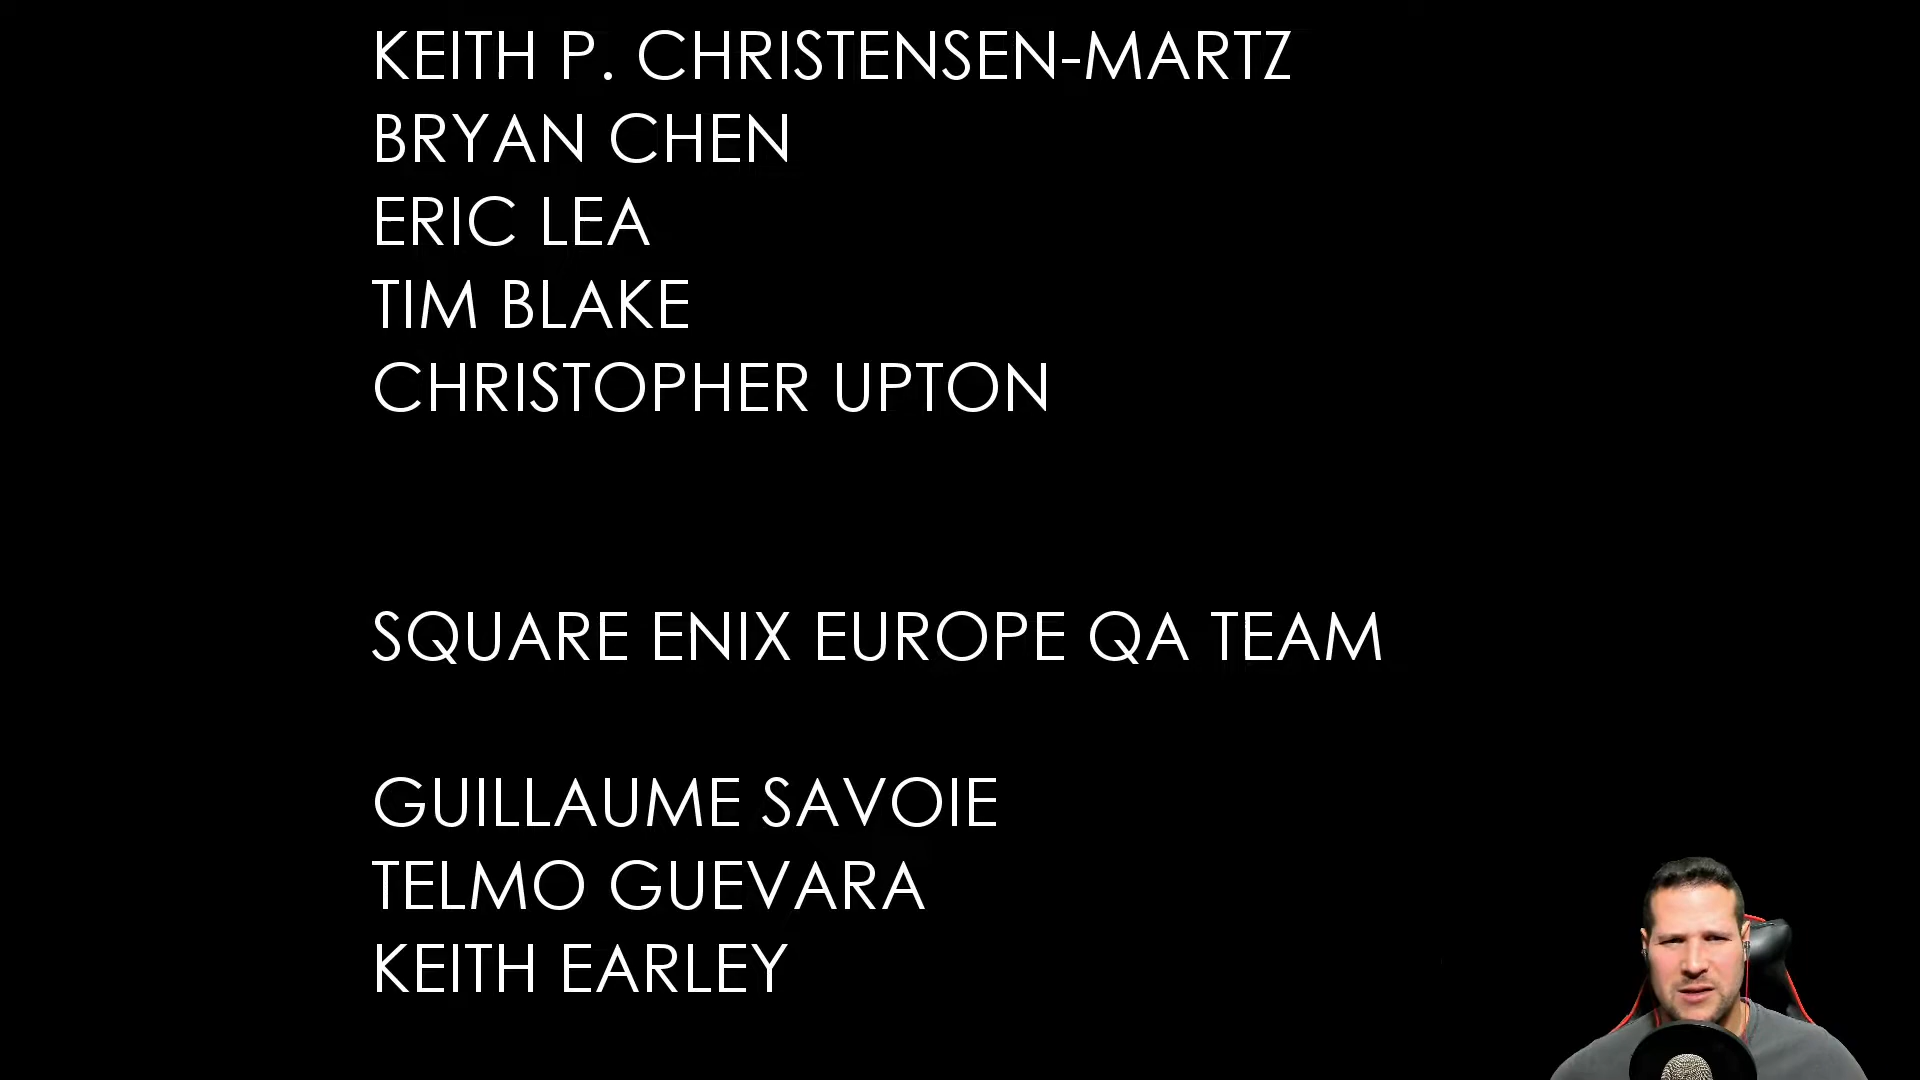 KEITH P. CHRISTENSEN-MARTZ
BRYAN CHEN
ERIC LEA
TIM BLAKE
CHRISTOPHER UPTON
SQUARE ENIX EUROPE QA TEAM
GUILLAUME SAVOIE
TELMO GUEVARA
KEITH EARLEY